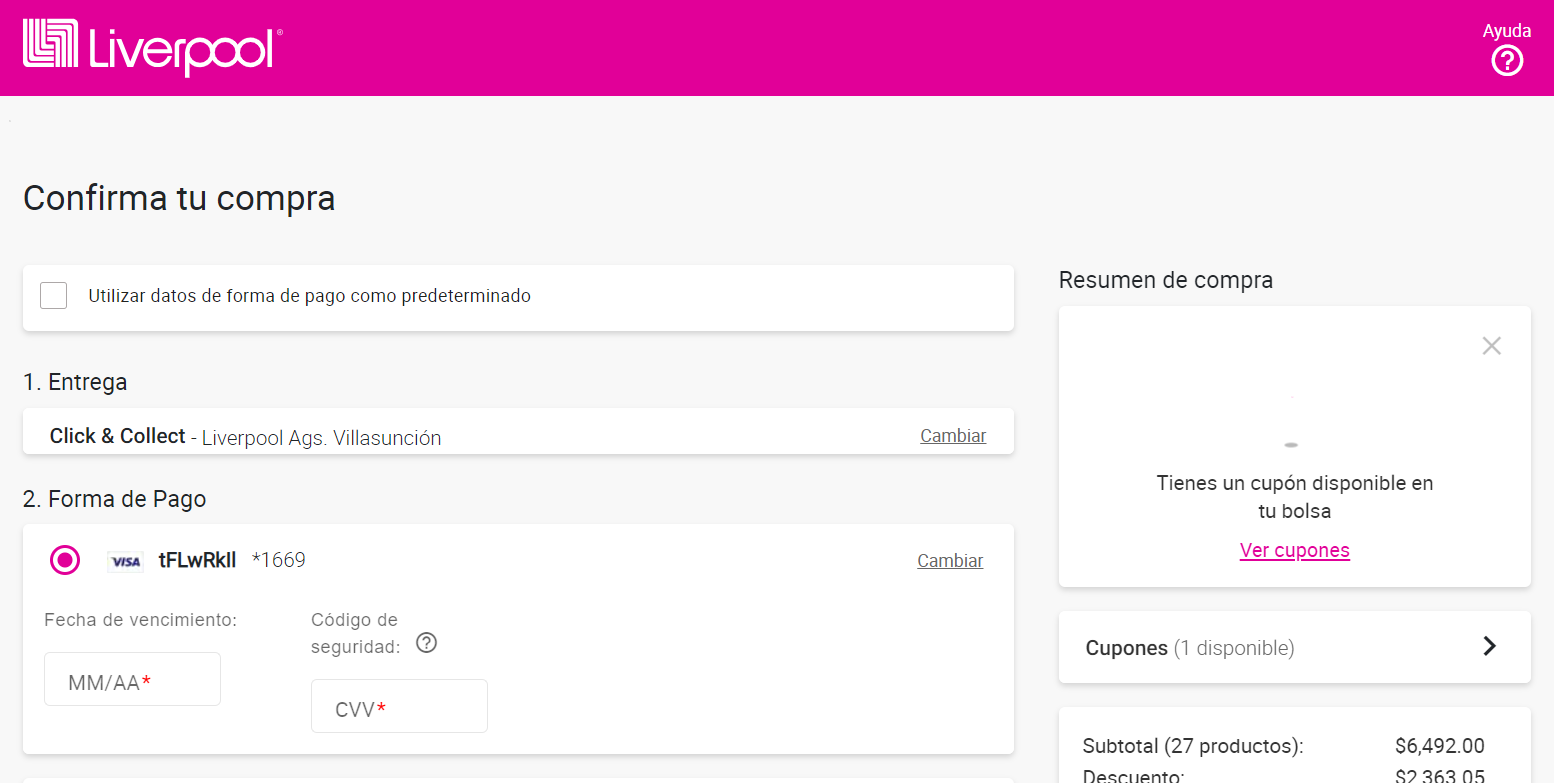 Liverpool®
Ayuda
Confirma tu compra
Utilizar datos de forma de pago como predeterminado
1. Entrega
Click & Collect - Liverpool Ags. Villasunción
Cambiar
2. Forma de Pago
VISA tFLwRkIl *1669
Cambiar
Fecha de vencimiento:
MM/AA*
Código de
seguridad:
CVV*
Resumen de compra
Tienes un cupón disponible en
tu bolsa
Ver cupones
Cupones (1 disponible)
Subtotal (27 productos): $6,492.00
Descuento: $2,363.05